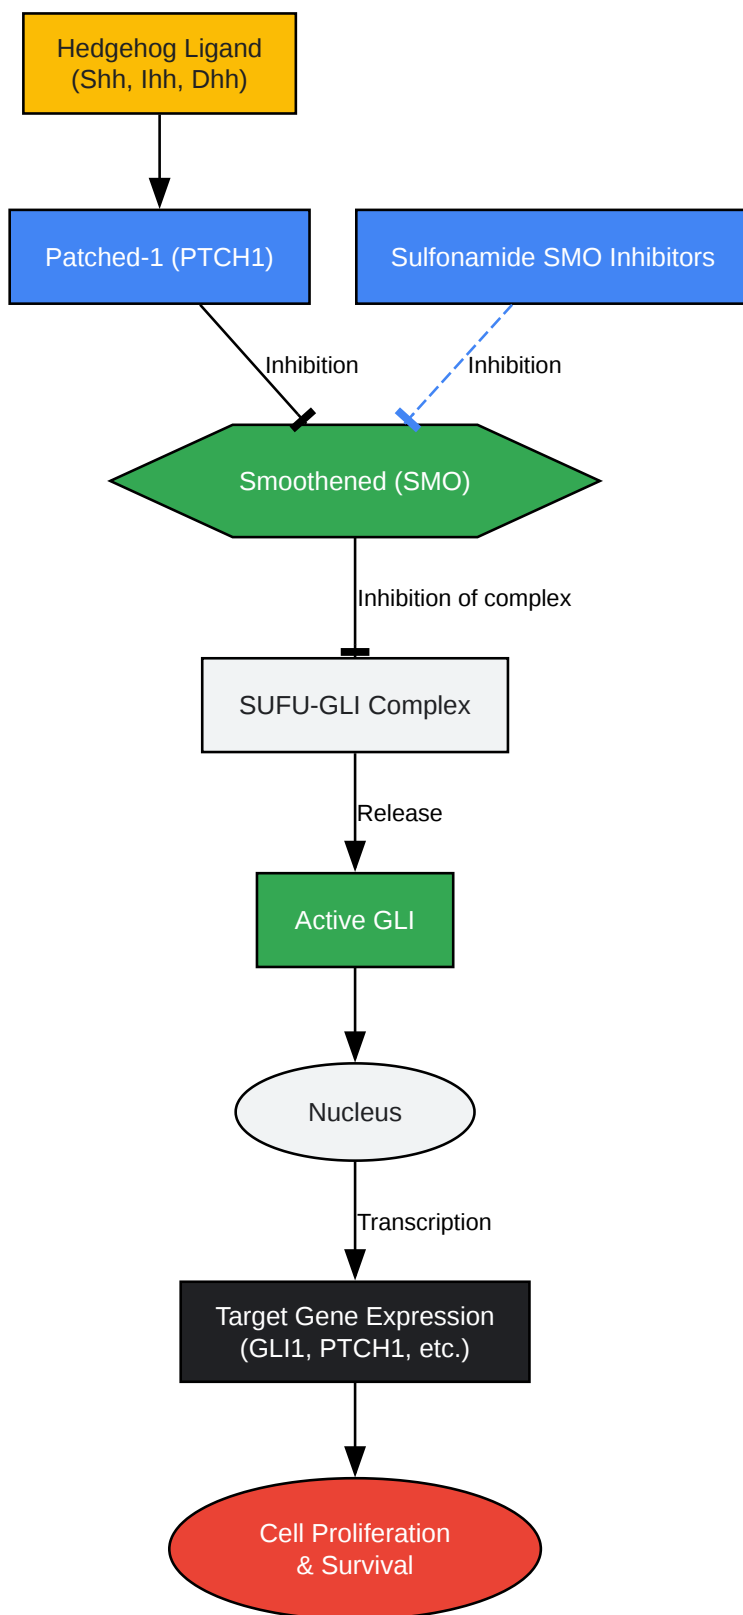 Hedgehog Ligand
(Shh, Ihh, Dhh)
Patched-1 (PTCH1)
Sulfonamide SMO Inhibitors
Inhibition
Inhibition
Smoothened (SMO)
Inhibition of complex
SUFU-GLI Complex
Release
Active GLI
Nucleus
Transcription
Target Gene Expression
(GLI1, PTCH1, etc.)
Cell Proliferation
& Survival